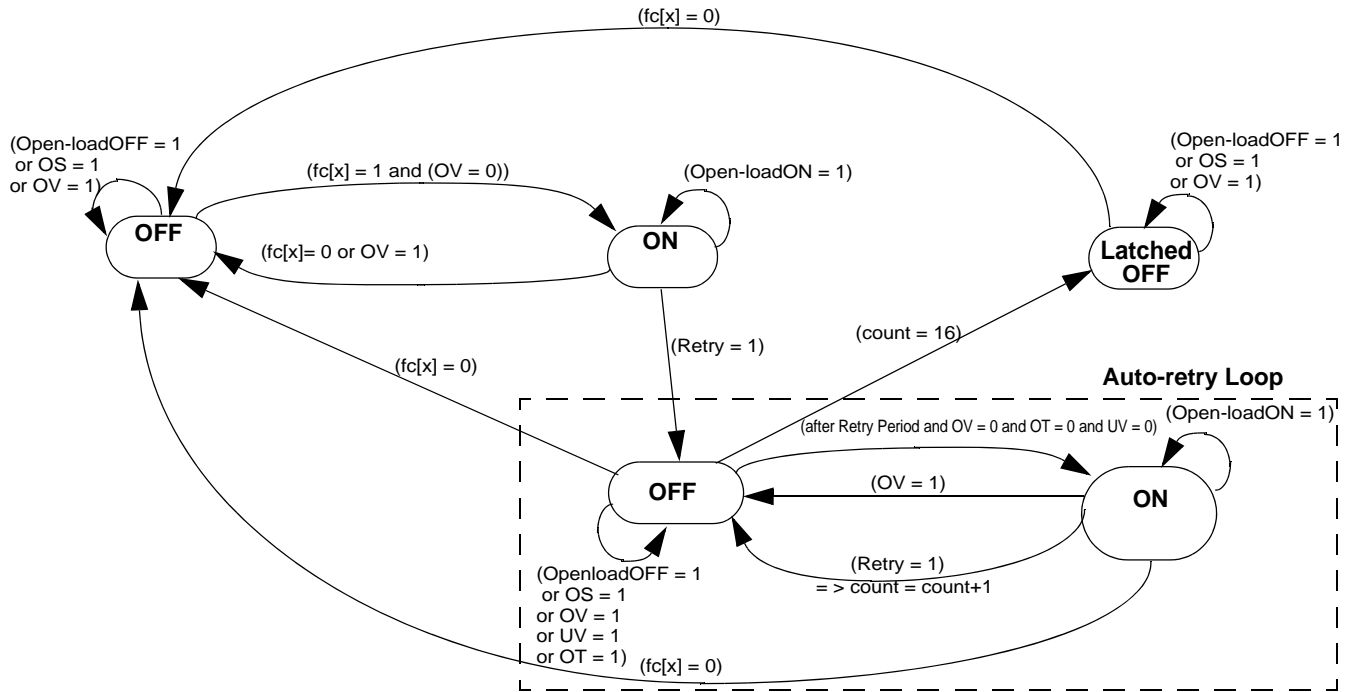 (fc[x] = 0)
(Open-loadOFF = 1
or OS = 1
or OV = 1)
OFF
(fc[x] = 1 and (OV = 0))
(fc[x]= 0 or OV = 1)
(Open-loadON = 1)
ON
(Open-loadOFF = 1
or OS = 1
or OV = 1)
Latched
OFF
(Retry = 1)
(count = 16)
(fc[x] = 0)
Auto-retry Loop
(after Retry Period and OV = 0 and OT = 0 and UV = 0)
(Open-loadON = 1)
OFF
(OV = 1)
ON
(Retry = 1)
= > count = count+1
(OpenloadOFF = 1
or OS = 1
or OV = 1
or UV = 1
or OT = 1)
(fc[x] = 0)